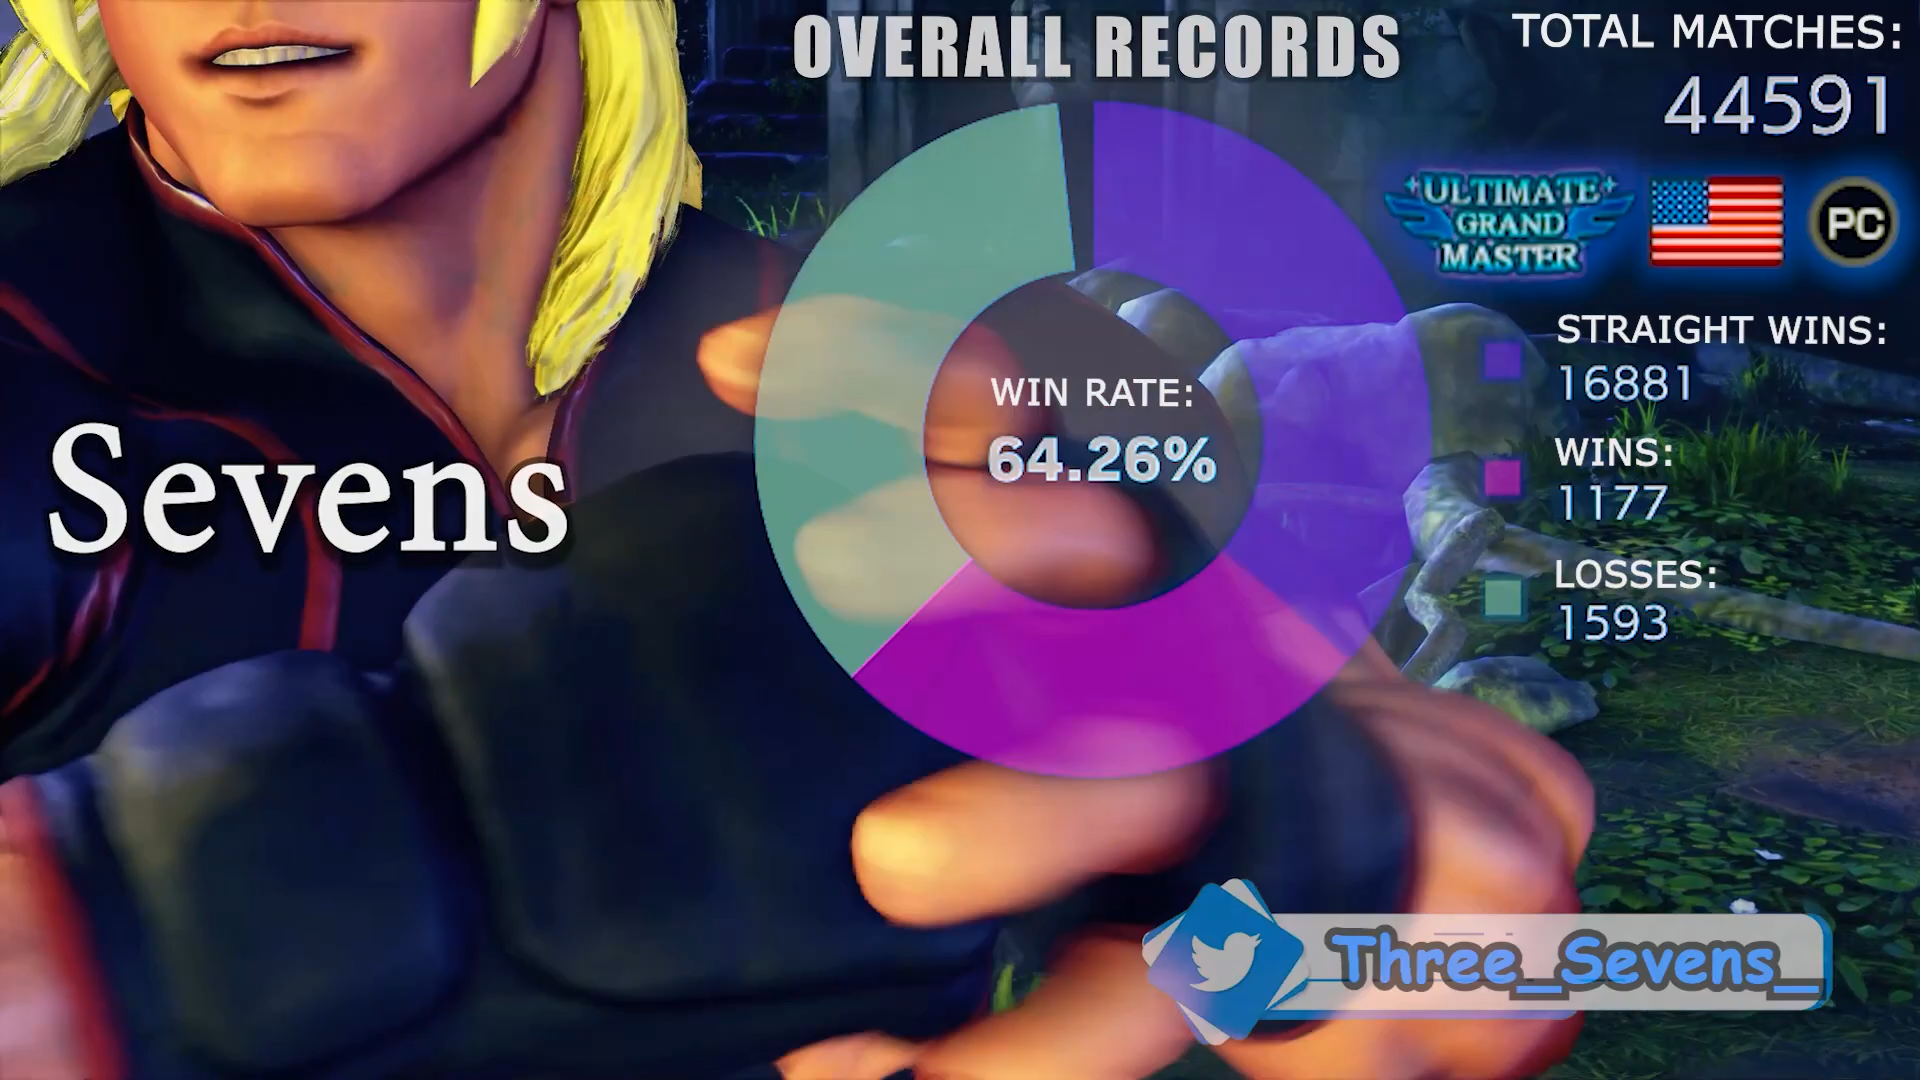 OVERALL RECORDS
TOTAL MATCHES:
44591
ULTIMATE
GRAND
MASTER
PC
STRAIGHT WINS:
16881
WIN RATE:
64.26%
WINS:
1177
LOSSES:
1593
Sevens
Three_Sevens_